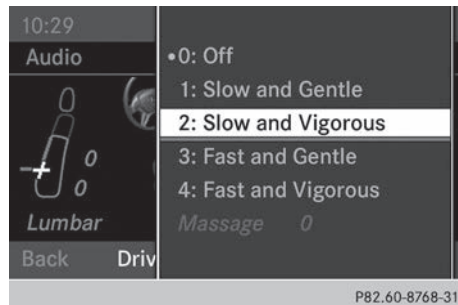 10:29
Audio
•0: Off
1: Slow and Gentle
2: Slow and Vigorous
3: Fast and Gentle
4: Fast and Vigorous
0
0
Lumbar
Massage 0
Back Driv
P82.60-8768-31